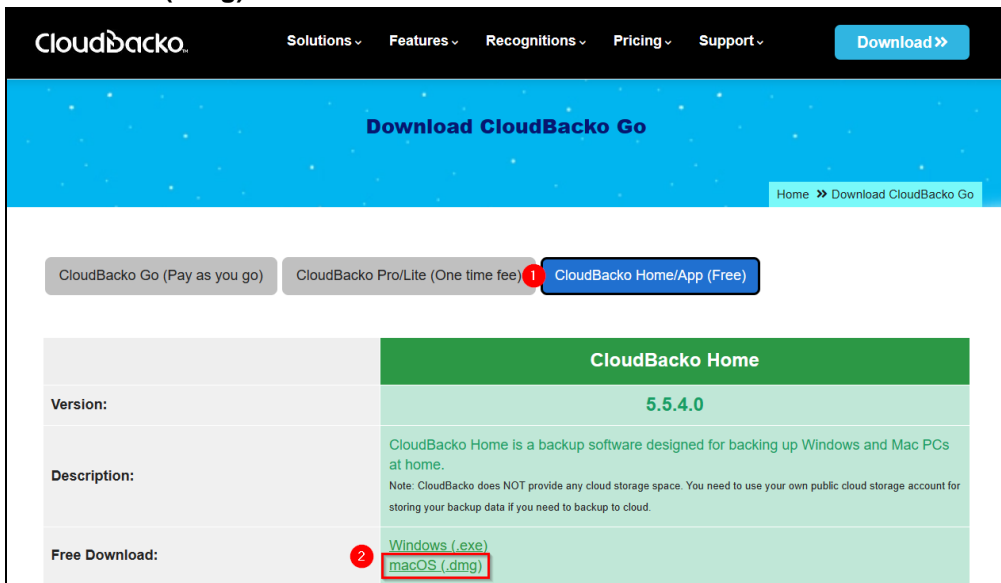 CloudBacko™
Solutions Features Recognitions Pricing Support Download »
Download CloudBacko Go
Home » Download CloudBacko Go
CloudBacko Go (Pay as you go) CloudBacko Pro/Lite (One time fee) 1 CloudBacko Home/App (Free)
CloudBacko Home
Version: 5.5.4.0
Description:
CloudBacko Home is a backup software designed for backing up Windows and Mac PCs
at home.
Note: CloudBacko does NOT provide any cloud storage space. You need to use your own public cloud storage account for
storing your backup data if you need to backup to cloud.
Free Download:
Windows (.exe)
2 macOS (.dmg)